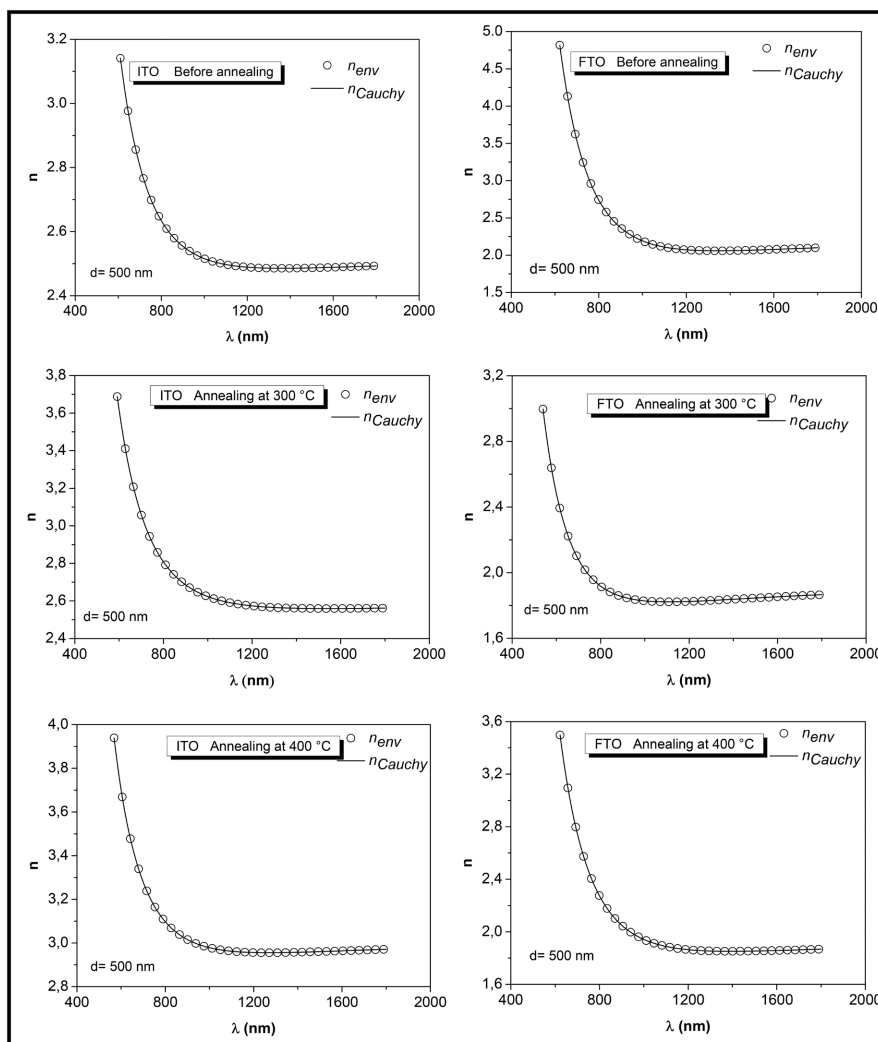 ITO Before annealing
n_env
n_Cauchy
3.2
3.0
2.8
2.6
2.4
n
d= 500 nm
400 800 1200 1600 2000
λ (nm)
FTO Before annealing
n_env
n_Cauchy
5.0
4.5
4.0
3.5
3.0
2.5
2.0
1.5
n
d= 500 nm
400 800 1200 1600 2000
λ (nm)
ITO Annealing at 300 °C
n_env
n_Cauchy
3,8
3,6
3,4
3,2
3,0
2,8
2,6
2,4
n
d= 500 nm
400 800 1200 1600 2000
λ (nm)
FTO Annealing at 300 °C
n_env
n_Cauchy
3,2
2,8
2,4
2,0
1,6
n
d= 500 nm
400 800 1200 1600 2000
λ (nm)
ITO Annealing at 400 °C
n_env
n_Cauchy
4,0
3,8
3,6
3,4
3,2
3,0
2,8
n
d= 500 nm
400 800 1200 1600 2000
λ (nm)
FTO Annealing at 400 °C
n_env
n_Cauchy
3,6
3,2
2,8
2,4
2,0
1,6
n
d= 500 nm
400 800 1200 1600 2000
λ (nm)